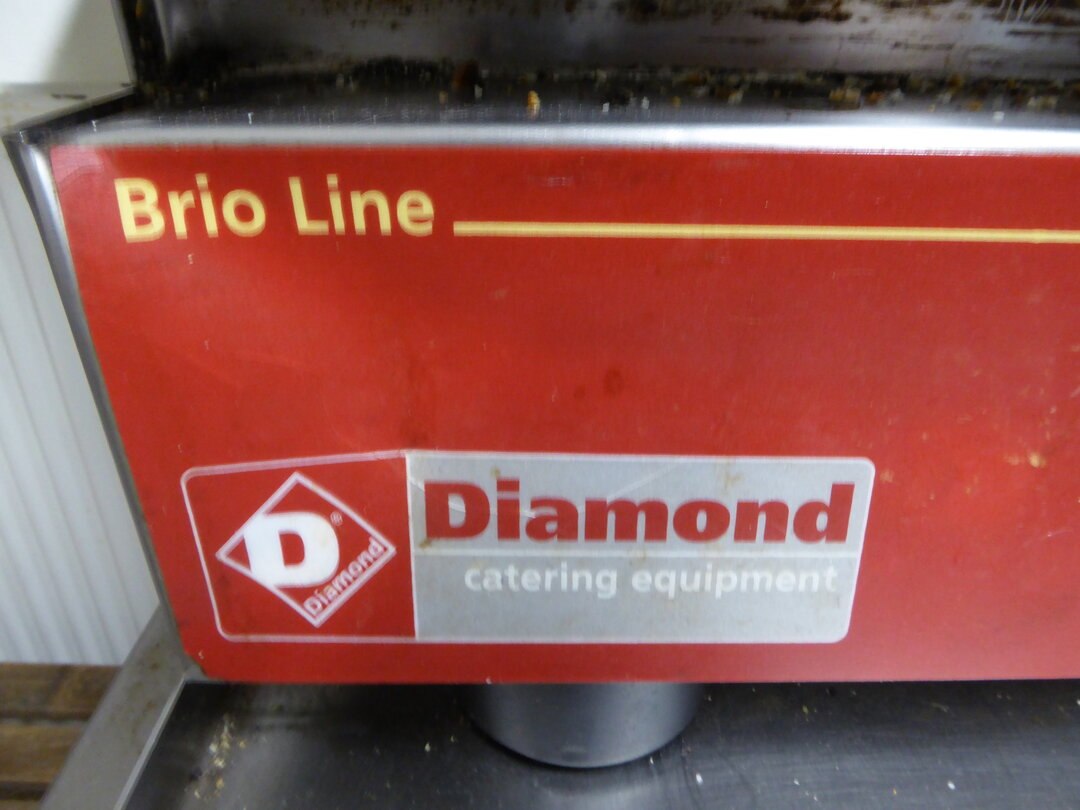 Brio Line
D®
Diamond
Diamond
catering equipment